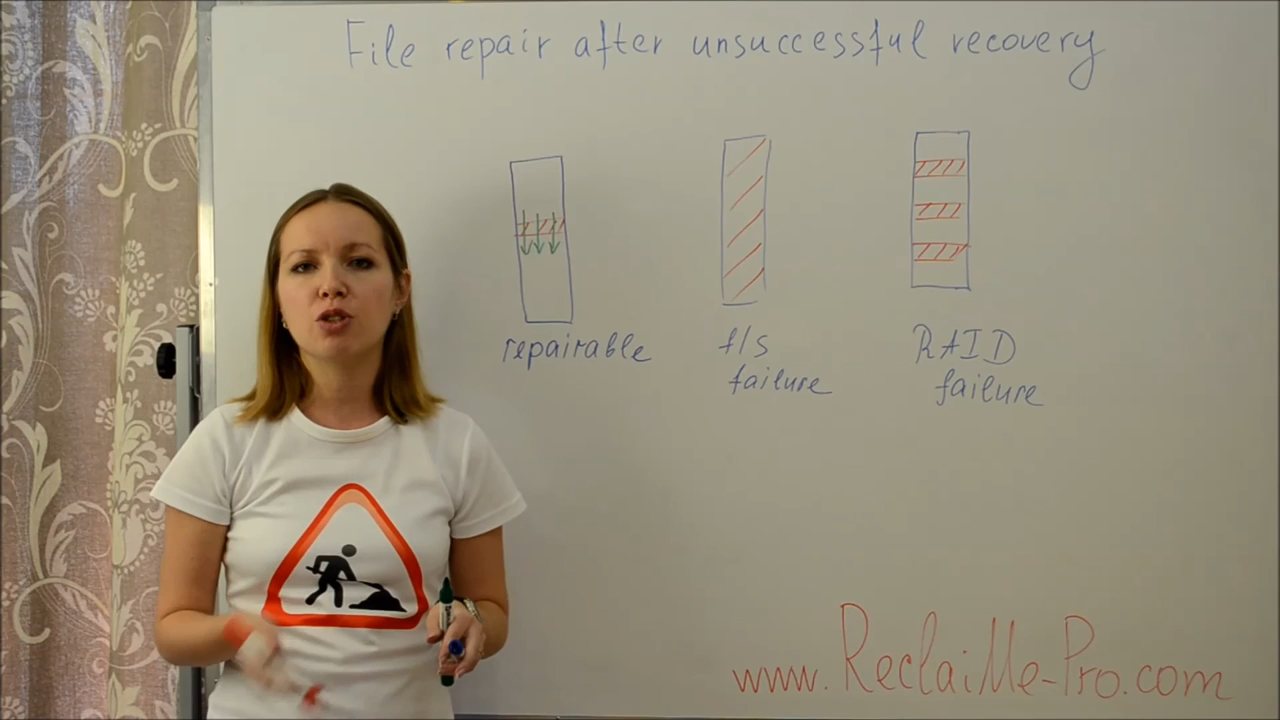 File repair after unsuccessful recovery
repairable
f/s
failure
RAID
failure
www.ReclaiMe-Pro.com